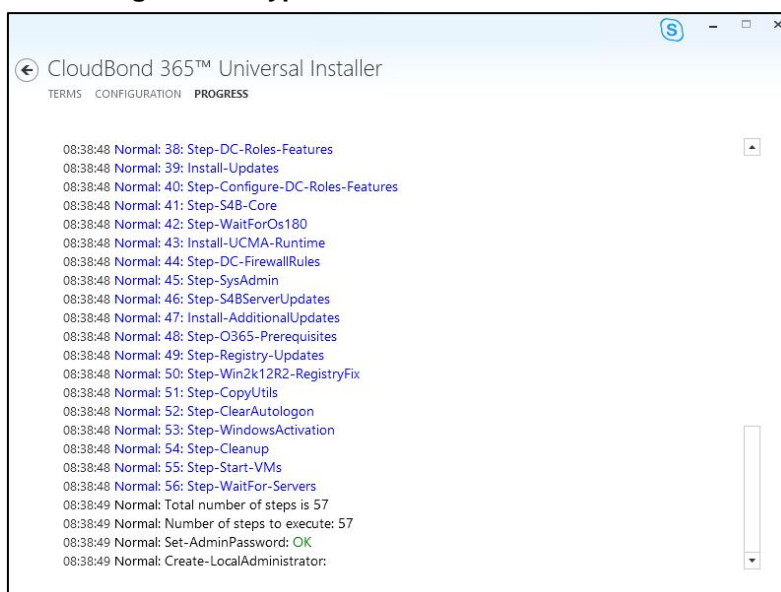 CloudBond 365™ Universal Installer
TERMS CONFIGURATION PROGRESS
08:38:48 Normal: 38: Step-DC-Roles-Features
08:38:48 Normal: 39: Install-Updates
08:38:48 Normal: 40: Step-Configure-DC-Roles-Features
08:38:48 Normal: 41: Step-S4B-Core
08:38:48 Normal: 42: Step-WaitForOs180
08:38:48 Normal: 43: Install-UCMA-Runtime
08:38:48 Normal: 44: Step-DC-FirewallRules
08:38:48 Normal: 45: Step-SysAdmin
08:38:48 Normal: 46: Step-S4BServerUpdates
08:38:48 Normal: 47: Install-AdditionalUpdates
08:38:48 Normal: 48: Step-O365-Prerequisites
08:38:48 Normal: 49: Step-Registry-Updates
08:38:48 Normal: 50: Step-Win2k12R2-RegistryFix
08:38:48 Normal: 51: Step-CopyUtils
08:38:48 Normal: 52: Step-ClearAutologon
08:38:48 Normal: 53: Step-WindowsActivation
08:38:48 Normal: 54: Step-Cleanup
08:38:48 Normal: 55: Step-Start-VMs
08:38:48 Normal: 56: Step-WaitFor-Servers
08:38:49 Normal: Total number of steps is 57
08:38:49 Normal: Number of steps to execute: 57
08:38:49 Normal: Set-AdminPassword: OK
08:38:49 Normal: Create-LocalAdministrator: